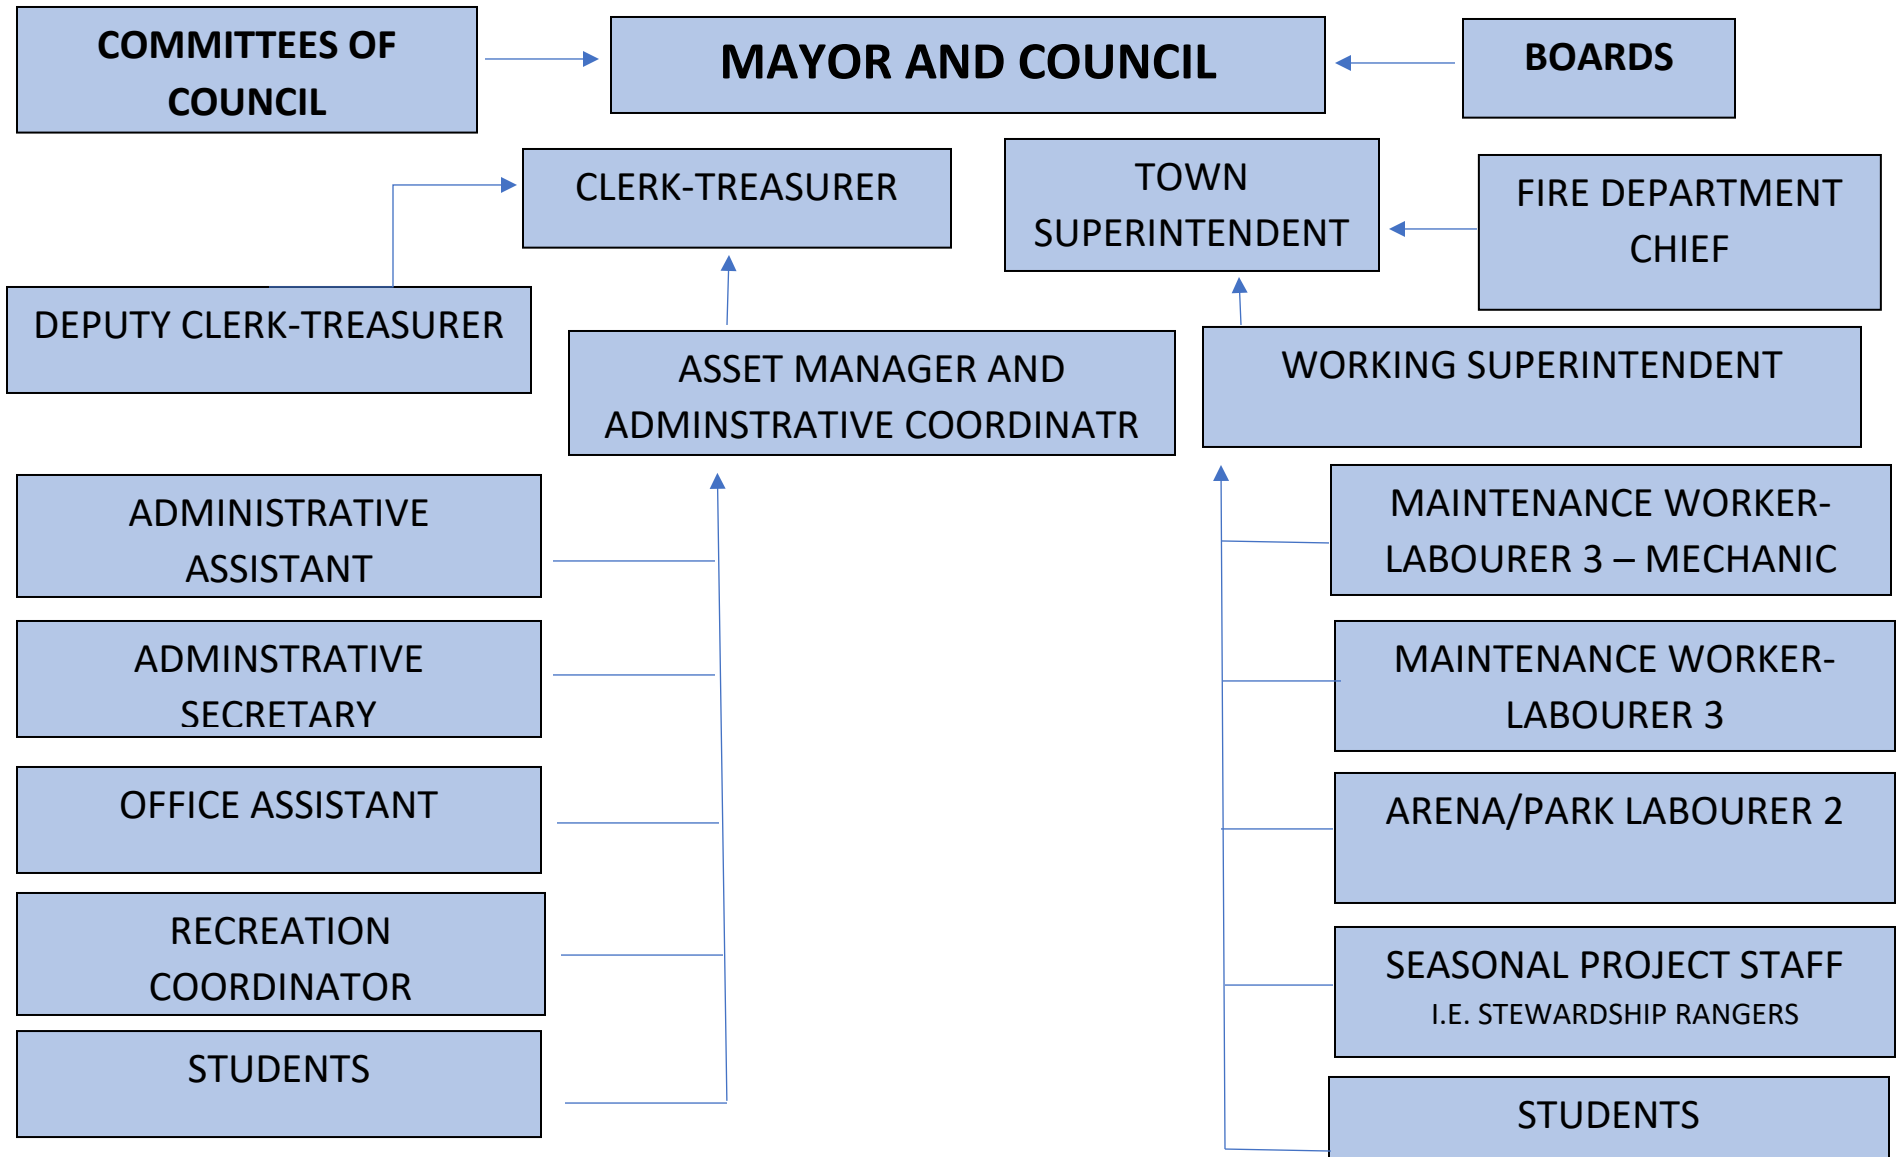 COMMITTEES OF
COUNCIL
MAYOR AND COUNCIL
BOARDS
CLERK-TREASURER
TOWN
SUPERINTENDENT
FIRE DEPARTMENT
CHIEF
DEPUTY CLERK-TREASURER
ASSET MANAGER AND
ADMINSTRATIVE COORDINATR
WORKING SUPERINTENDENT
ADMINISTRATIVE
ASSISTANT
ADMINSTRATIVE
SECRETARY
OFFICE ASSISTANT
RECREATION
COORDINATOR
STUDENTS
MAINTENANCE WORKER-
LABOURER 3 – MECHANIC
MAINTENANCE WORKER-
LABOURER 3
ARENA/PARK LABOURER 2
SEASONAL PROJECT STAFF
I.E. STEWARDSHIP RANGERS
STUDENTS